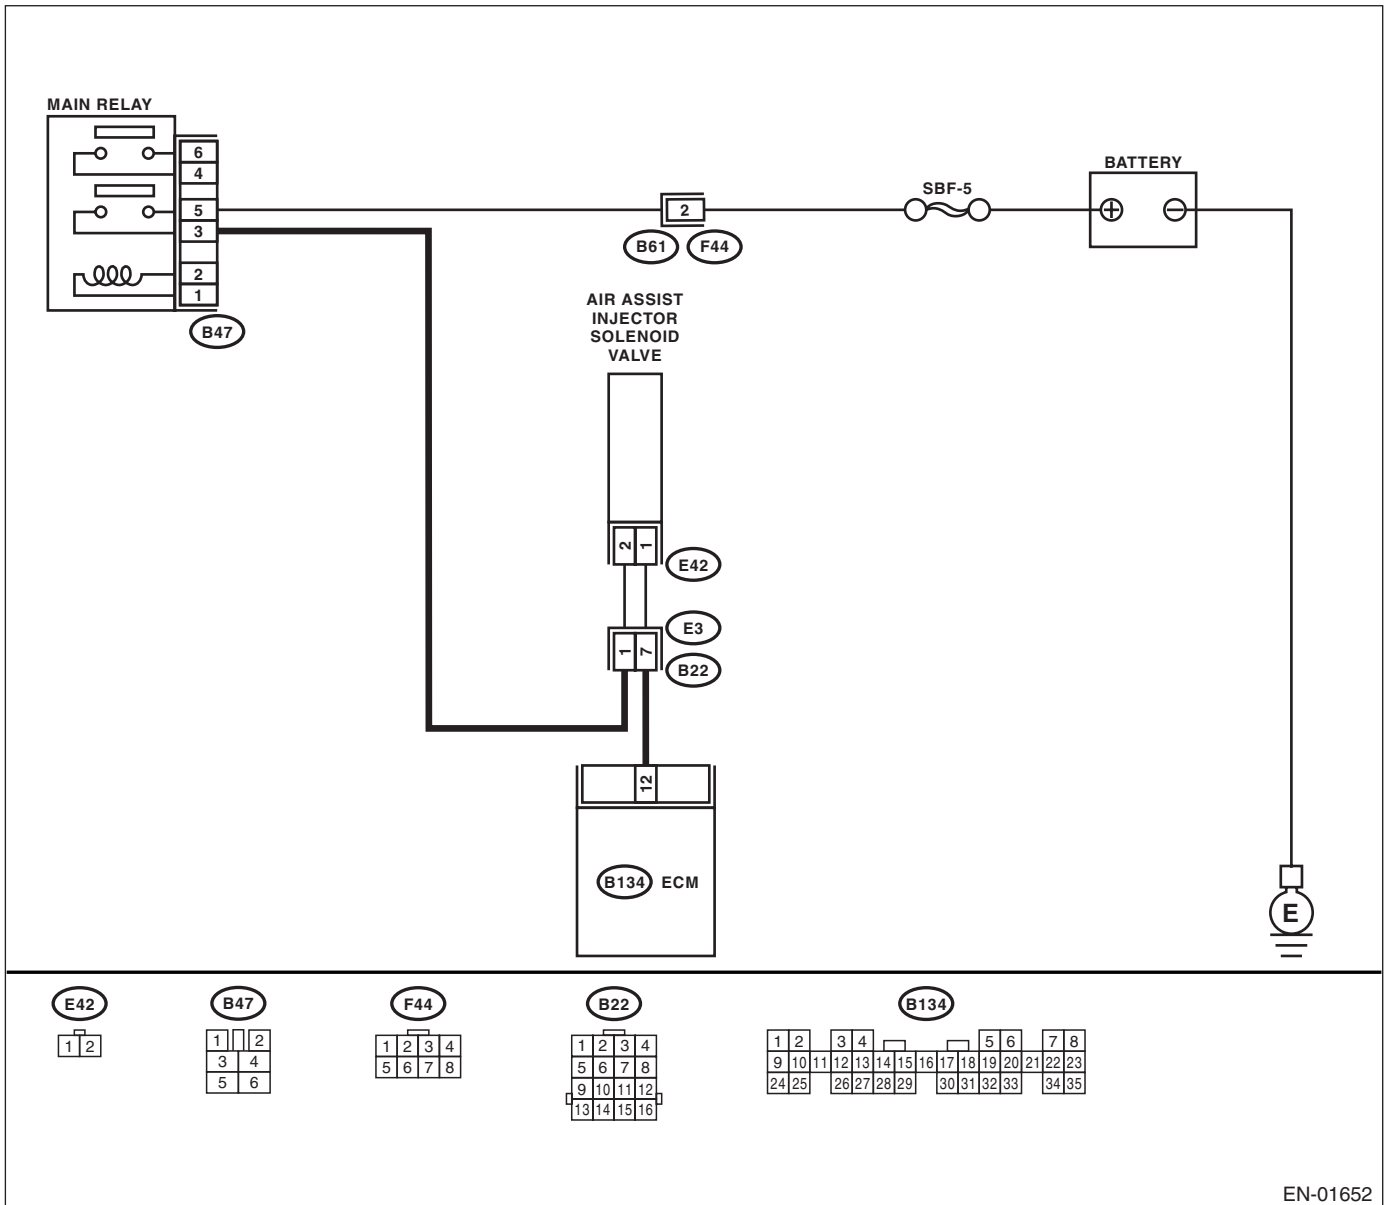 MAIN RELAY
6
4
5
3
2
1
B47
2
B61 F44
SBF-5
BATTERY
AIR ASSIST
INJECTOR
SOLENOID
VALVE
2 1
E42
E3
1 7
B22
12
B134 ECM
E
E42
1 2
B47
1 2
3 4
5 6
F44
1 2 3 4
5 6 7 8
B22
1 2 3 4
5 6 7 8
9 10 11 12
13 14 15 16
B134
1 2 3 4 5 6 7 8
9 10 11 12 13 14 15 16 17 18 19 20 21 22 23
24 25 26 27 28 29 30 31 32 33 34 35
EN-01652